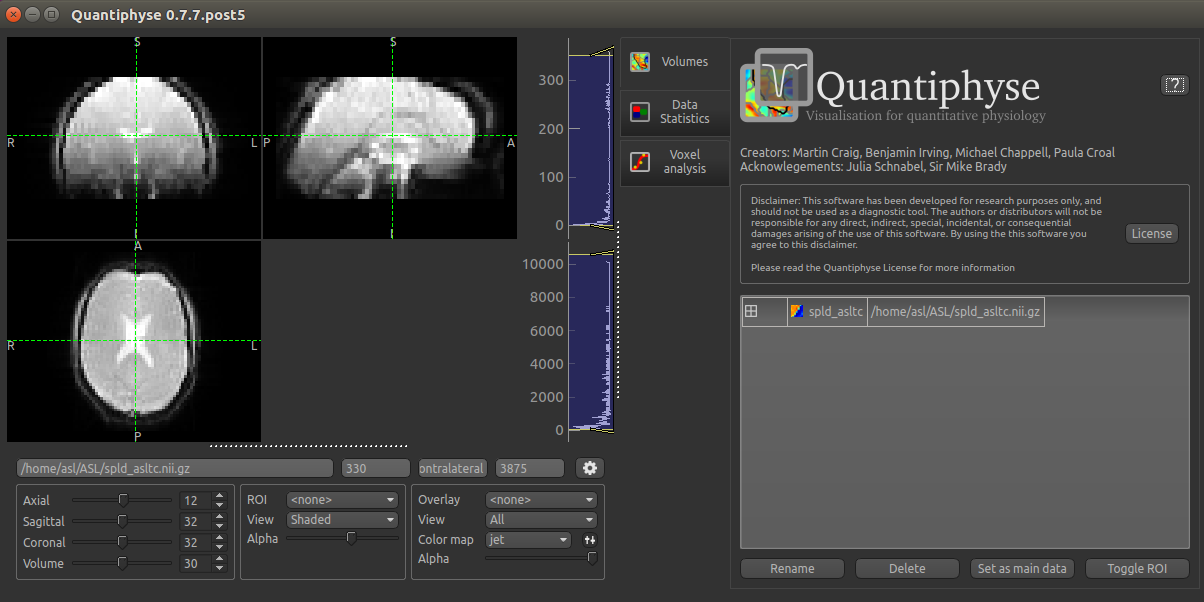 Quantiphyse 0.7.7.post5
S
R
L
I
S
P
A
I
A
R
L
P
300
200
100
0
10000
8000
6000
4000
2000
0
/home/asl/ASL/spld_asltc.nii.gz
330
ontralateral
3875
Axial
12
Sagittal
32
Coronal
32
Volume
30
ROI
<none>
View
Shaded
Alpha
Overlay
<none>
View
All
Color map
jet
Alpha
Volumes
Data
Statistics
Voxel
analysis
Quantiphyse
Visualisation for quantitative physiology
?
Creators: Martin Craig, Benjamin Irving, Michael Chappell, Paula Croal
Acknowlegements: Julia Schnabel, Sir Mike Brady
Disclaimer: This software has been developed for research purposes only, and
should not be used as a diagnostic tool. The authors or distributors will not be
responsible for any direct, indirect, special, incidental, or consequential
damages arising of the use of this software. By using the this software you
agree to this disclaimer.
Please read the Quantiphyse License for more information
License
spld_asltc
/home/asl/ASL/spld_asltc.nii.gz
Rename
Delete
Set as main data
Toggle ROI